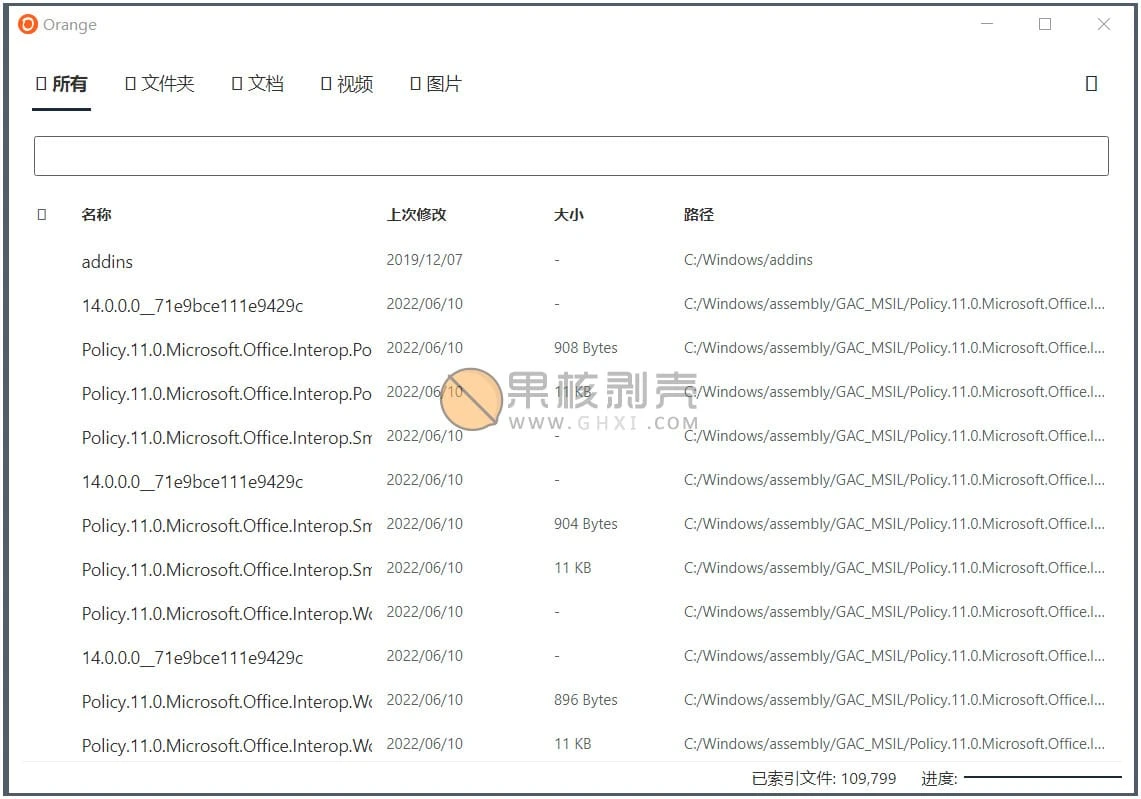 Orange
所有 文件夹 文档 视频 图片
名称 上次修改 大小 路径
addins 2019/12/07 - C:/Windows/addins
14.0.0.0__71e9bce111e9429c 2022/06/10 - C:/Windows/assembly/GAC_MSIL/Policy.11.0.Microsoft.Office.I...
Policy.11.0.Microsoft.Office.Interop.Po 2022/06/10 908 Bytes C:/Windows/assembly/GAC_MSIL/Policy.11.0.Microsoft.Office.I...
Policy.11.0.Microsoft.Office.Interop.Po 2022/06/10 11 KB C:/Windows/assembly/GAC_MSIL/Policy.11.0.Microsoft.Office.I...
果核剥壳
WWW.GHXI.COM
Policy.11.0.Microsoft.Office.Interop.Sm 2022/06/10 - C:/Windows/assembly/GAC_MSIL/Policy.11.0.Microsoft.Office.I...
14.0.0.0__71e9bce111e9429c 2022/06/10 - C:/Windows/assembly/GAC_MSIL/Policy.11.0.Microsoft.Office.I...
Policy.11.0.Microsoft.Office.Interop.Sm 2022/06/10 904 Bytes C:/Windows/assembly/GAC_MSIL/Policy.11.0.Microsoft.Office.I...
Policy.11.0.Microsoft.Office.Interop.Sm 2022/06/10 11 KB C:/Windows/assembly/GAC_MSIL/Policy.11.0.Microsoft.Office.I...
Policy.11.0.Microsoft.Office.Interop.Wo 2022/06/10 - C:/Windows/assembly/GAC_MSIL/Policy.11.0.Microsoft.Office.I...
14.0.0.0__71e9bce111e9429c 2022/06/10 - C:/Windows/assembly/GAC_MSIL/Policy.11.0.Microsoft.Office.I...
Policy.11.0.Microsoft.Office.Interop.Wo 2022/06/10 896 Bytes C:/Windows/assembly/GAC_MSIL/Policy.11.0.Microsoft.Office.I...
Policy.11.0.Microsoft.Office.Interop.Wo 2022/06/10 11 KB C:/Windows/assembly/GAC_MSIL/Policy.11.0.Microsoft.Office.I...
已索引文件: 109,799 进度: